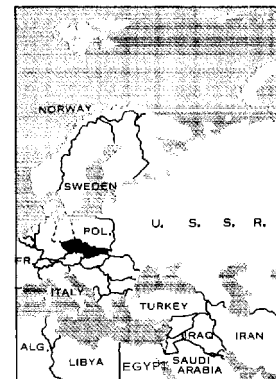 NORWAY
SWEDEN
POL.
U. S. S. R.
FR.
ITALY
TURKEY
IRAQ
IRAN
ALG.
LIBYA
EGYPT
SAUDI
ARABIA